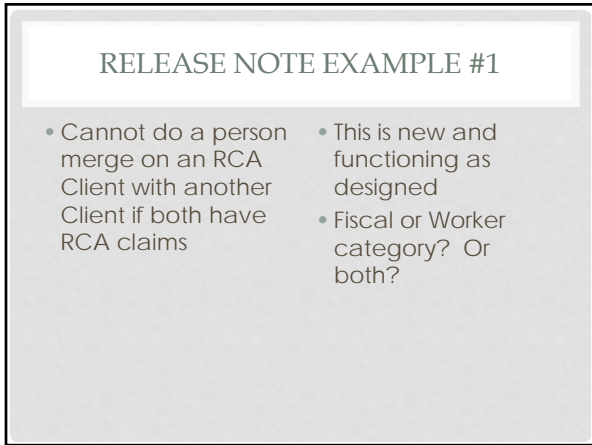 RELEASE NOTE EXAMPLE #1
• Cannot do a person
merge on an RCA
Client with another
Client if both have
RCA claims
• This is new and
functioning as
designed
• Fiscal or Worker
category? Or
both?